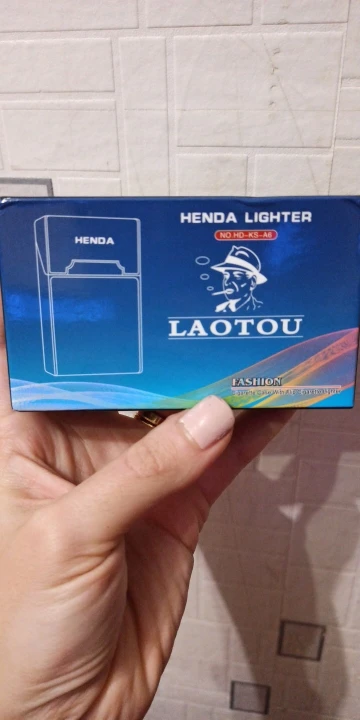 HENDA LIGHTER
NO.HD-KS-A6
HENDA
LAOTOU
FASHION